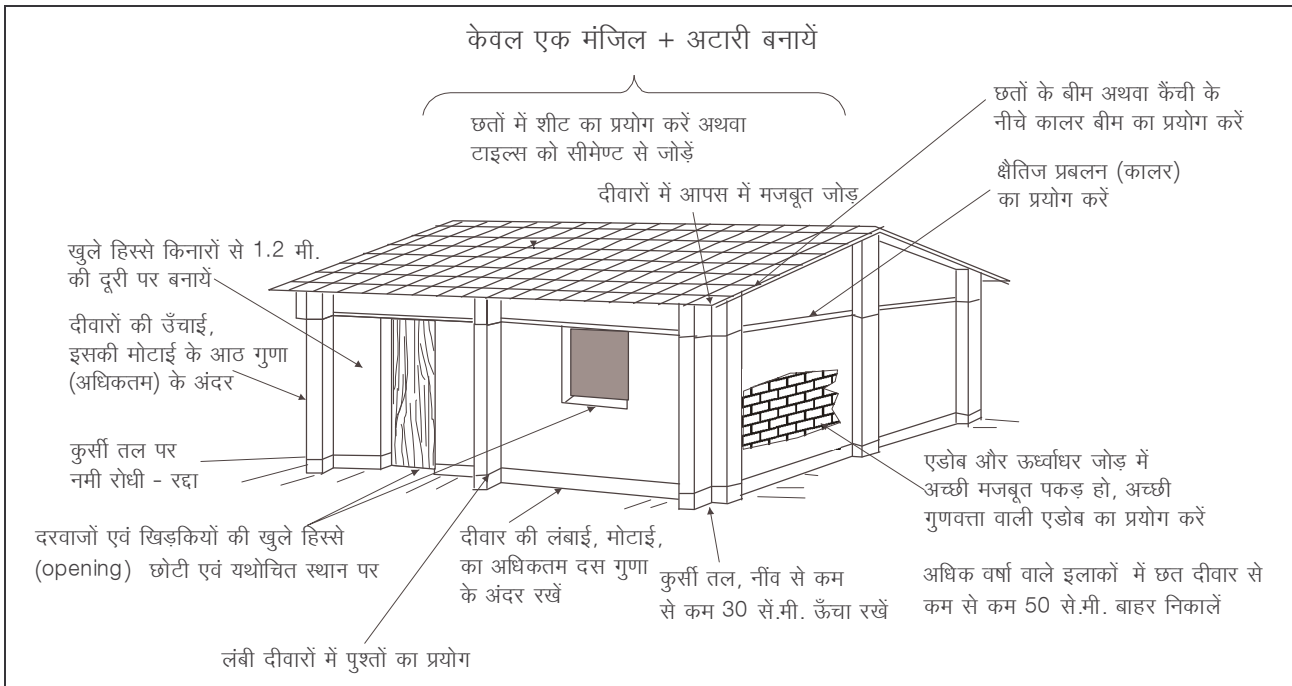 केवल एक मंजिल + अटारी बनायें
छतों में शीट का प्रयोग करें अथवा
टाइल्स को सीमेण्ट से जोड़ें
छतों के बीम अथवा कैंची के
नीचे कालर बीम का प्रयोग करें
दीवारों में आपस में मजबूत जोड़
क्षैतिज प्रबलन (कालर)
का प्रयोग करें
खुले हिस्से किनारों से 1.2 मी.
की दूरी पर बनायें
दीवारों की उँचाई,
इसकी मोटाई के आठ गुणा
(अधिकतम) के अंदर
कुर्सी तल पर
नमी रोधी - रद्दा
दरवाजों एवं खिड़कियों की खुले हिस्से
(opening) छोटी एवं यथोचित स्थान पर
लंबी दीवारों में पुश्तों का प्रयोग
दीवार की लंबाई, मोटाई,
का अधिकतम दस गुणा
के अंदर रखें
कुर्सी तल, नींव से कम
से कम 30 सें.मी. ऊँचा रखें
एडोब और ऊर्ध्वाधर जोड़ में
अच्छी मजबूत पकड़ हो, अच्छी
गुणवत्ता वाली एडोब का प्रयोग करें
अधिक वर्षा वाले इलाकों में छत दीवार से
कम से कम 50 से.मी. बाहर निकालें